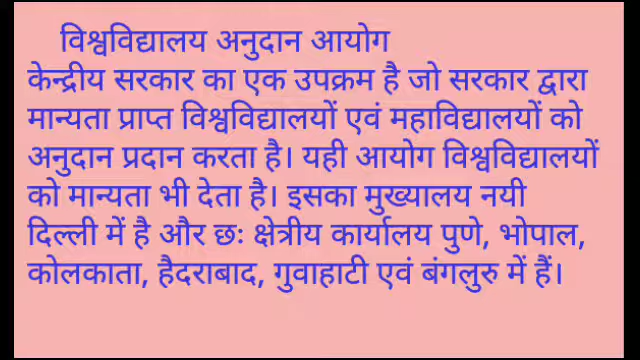 विश्वविद्यालय अनुदान आयोग
केन्द्रीय सरकार का एक उपक्रम है जो सरकार द्वारा
मान्यता प्राप्त विश्वविद्यालयों एवं महाविद्यालयों को
अनुदान प्रदान करता है। यही आयोग विश्वविद्यालयों
को मान्यता भी देता है। इसका मुख्यालय नयी
दिल्ली में है और छः क्षेत्रीय कार्यालय पुणे, भोपाल,
कोलकाता, हैदराबाद, गुवाहाटी एवं बंगलुरु में हैं।